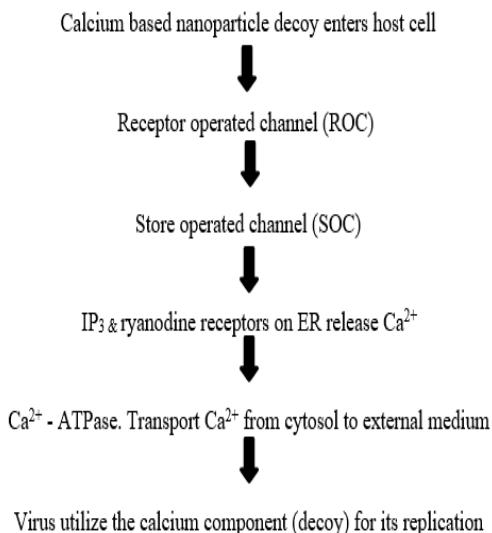 Calcium based nanoparticle decoy enters host cell
Receptor operated channel (ROC)
Store operated channel (SOC)
IP₃ & ryanodine receptors on ER release Ca²⁺
Ca²⁺ - ATPase. Transport Ca²⁺ from cytosol to external medium
Virus utilize the calcium component (decoy) for its replication